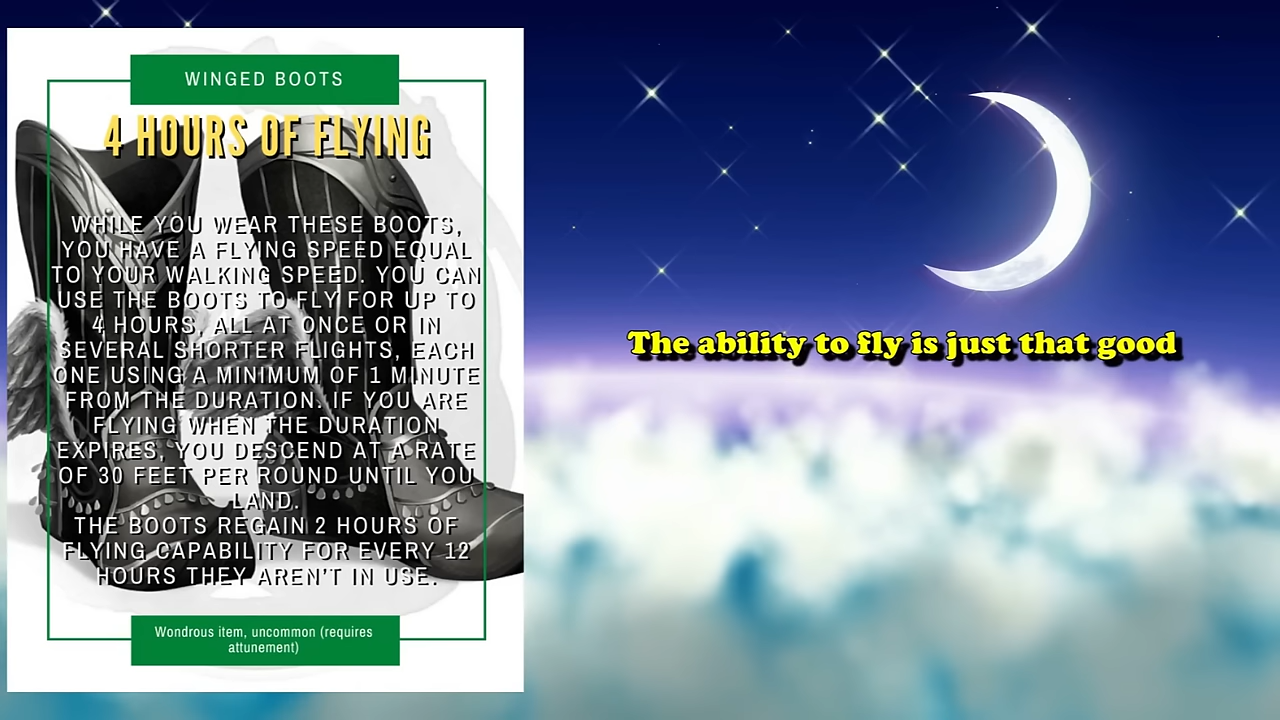 WINGED BOOTS
4 HOURS OF FLYING
WHILE YOU WEAR THESE BOOTS,
YOU HAVE A FLYING SPEED EQUAL
TO YOUR WALKING SPEED. YOU CAN
USE THE BOOTS TO FLY FOR UP TO
4 HOURS, ALL AT ONCE OR IN
SEVERAL SHORTER FLIGHTS, EACH
ONE USING A MINIMUM OF 1 MINUTE
FROM THE DURATION. IF YOU ARE
FLYING WHEN THE DURATION
EXPIRES, YOU DESCEND AT A RATE
OF 30 FEET PER ROUND UNTIL YOU
LAND.
THE BOOTS REGAIN 2 HOURS OF
FLYING CAPABILITY FOR EVERY 12
HOURS THEY AREN'T IN USE.
Wondrous item, uncommon (requires
attunement)
The ability to fly is just that good